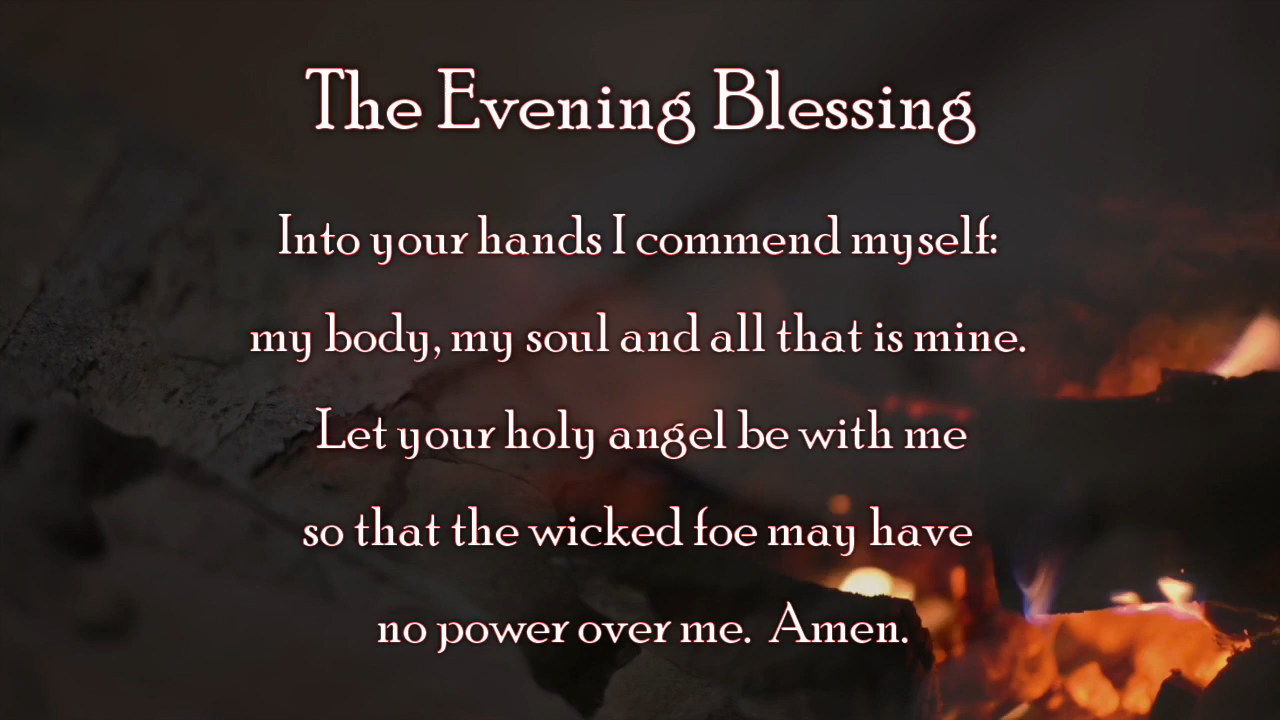 The Evening Blessing
Into your hands I commend myself:
my body, my soul and all that is mine.
Let your holy angel be with me
so that the wicked foe may have
no power over me.  Amen.